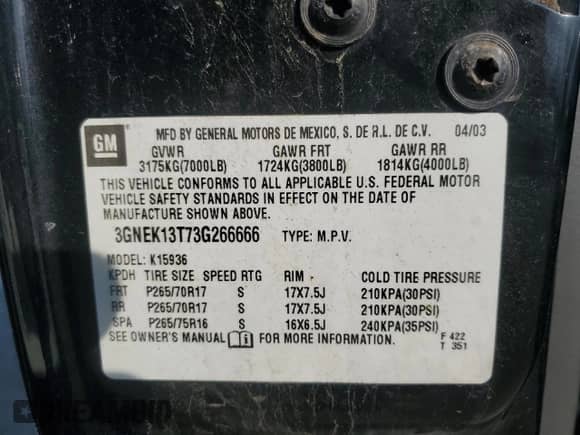 GM
MFD BY GENERAL MOTORS DE MEXICO, S. DE R.L. DE C.V. 04/03
GVWR GAWR FRT GAWR RR
3175KG(7000LB) 1724KG(3800LB) 1814KG(4000LB)
THIS VEHICLE CONFORMS TO ALL APPLICABLE U.S. FEDERAL MOTOR
VEHICLE SAFETY STANDARDS IN EFFECT ON THE DATE OF
MANUFACTURE SHOWN ABOVE.
3GNEK13T73G266666 TYPE: M.P.V.
MODEL: K15936
KPDH TIRE SIZE SPEED RTG RIM COLD TIRE PRESSURE
FRT P265/70R17 S 17X7.5J 210KPA(30PSI)
RR P265/70R17 S 17X7.5J 210KPA(30PSI)
SPA P265/75R16 S 16X6.5J 240KPA(35PSI)
SEE OWNER'S MANUAL FOR MORE INFORMATION
F 422
T 351
DREAMBID